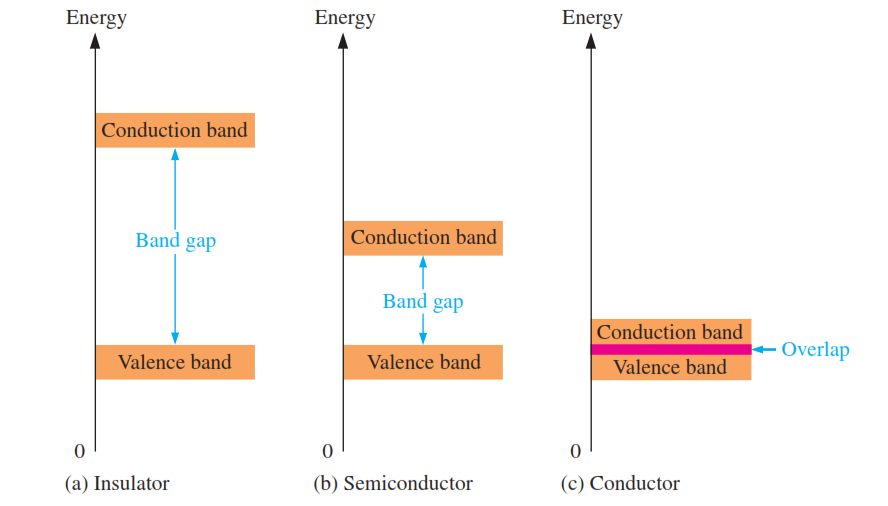 Energy
Conduction band
Band gap
Valence band
0
(a) Insulator
Energy
Conduction band
Band gap
Valence band
0
(b) Semiconductor
Energy
Conduction band
Overlap
Valence band
0
(c) Conductor